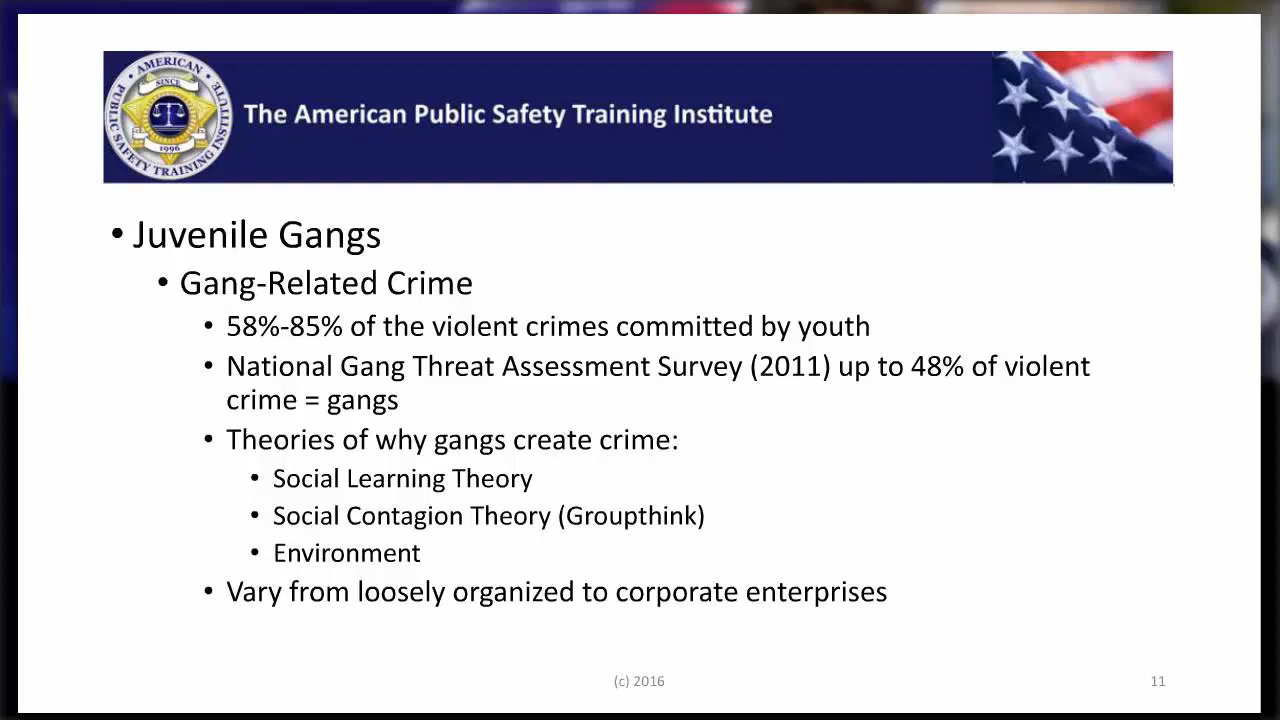 AMERICAN
PUBLIC SAFETY TRAINING INSTITUTE
SINCE
1996
The American Public Safety Training Institute
• Juvenile Gangs
• Gang-Related Crime
• 58%-85% of the violent crimes committed by youth
• National Gang Threat Assessment Survey (2011) up to 48% of violent
crime = gangs
• Theories of why gangs create crime:
• Social Learning Theory
• Social Contagion Theory (Groupthink)
• Environment
• Vary from loosely organized to corporate enterprises
(c) 2016
11